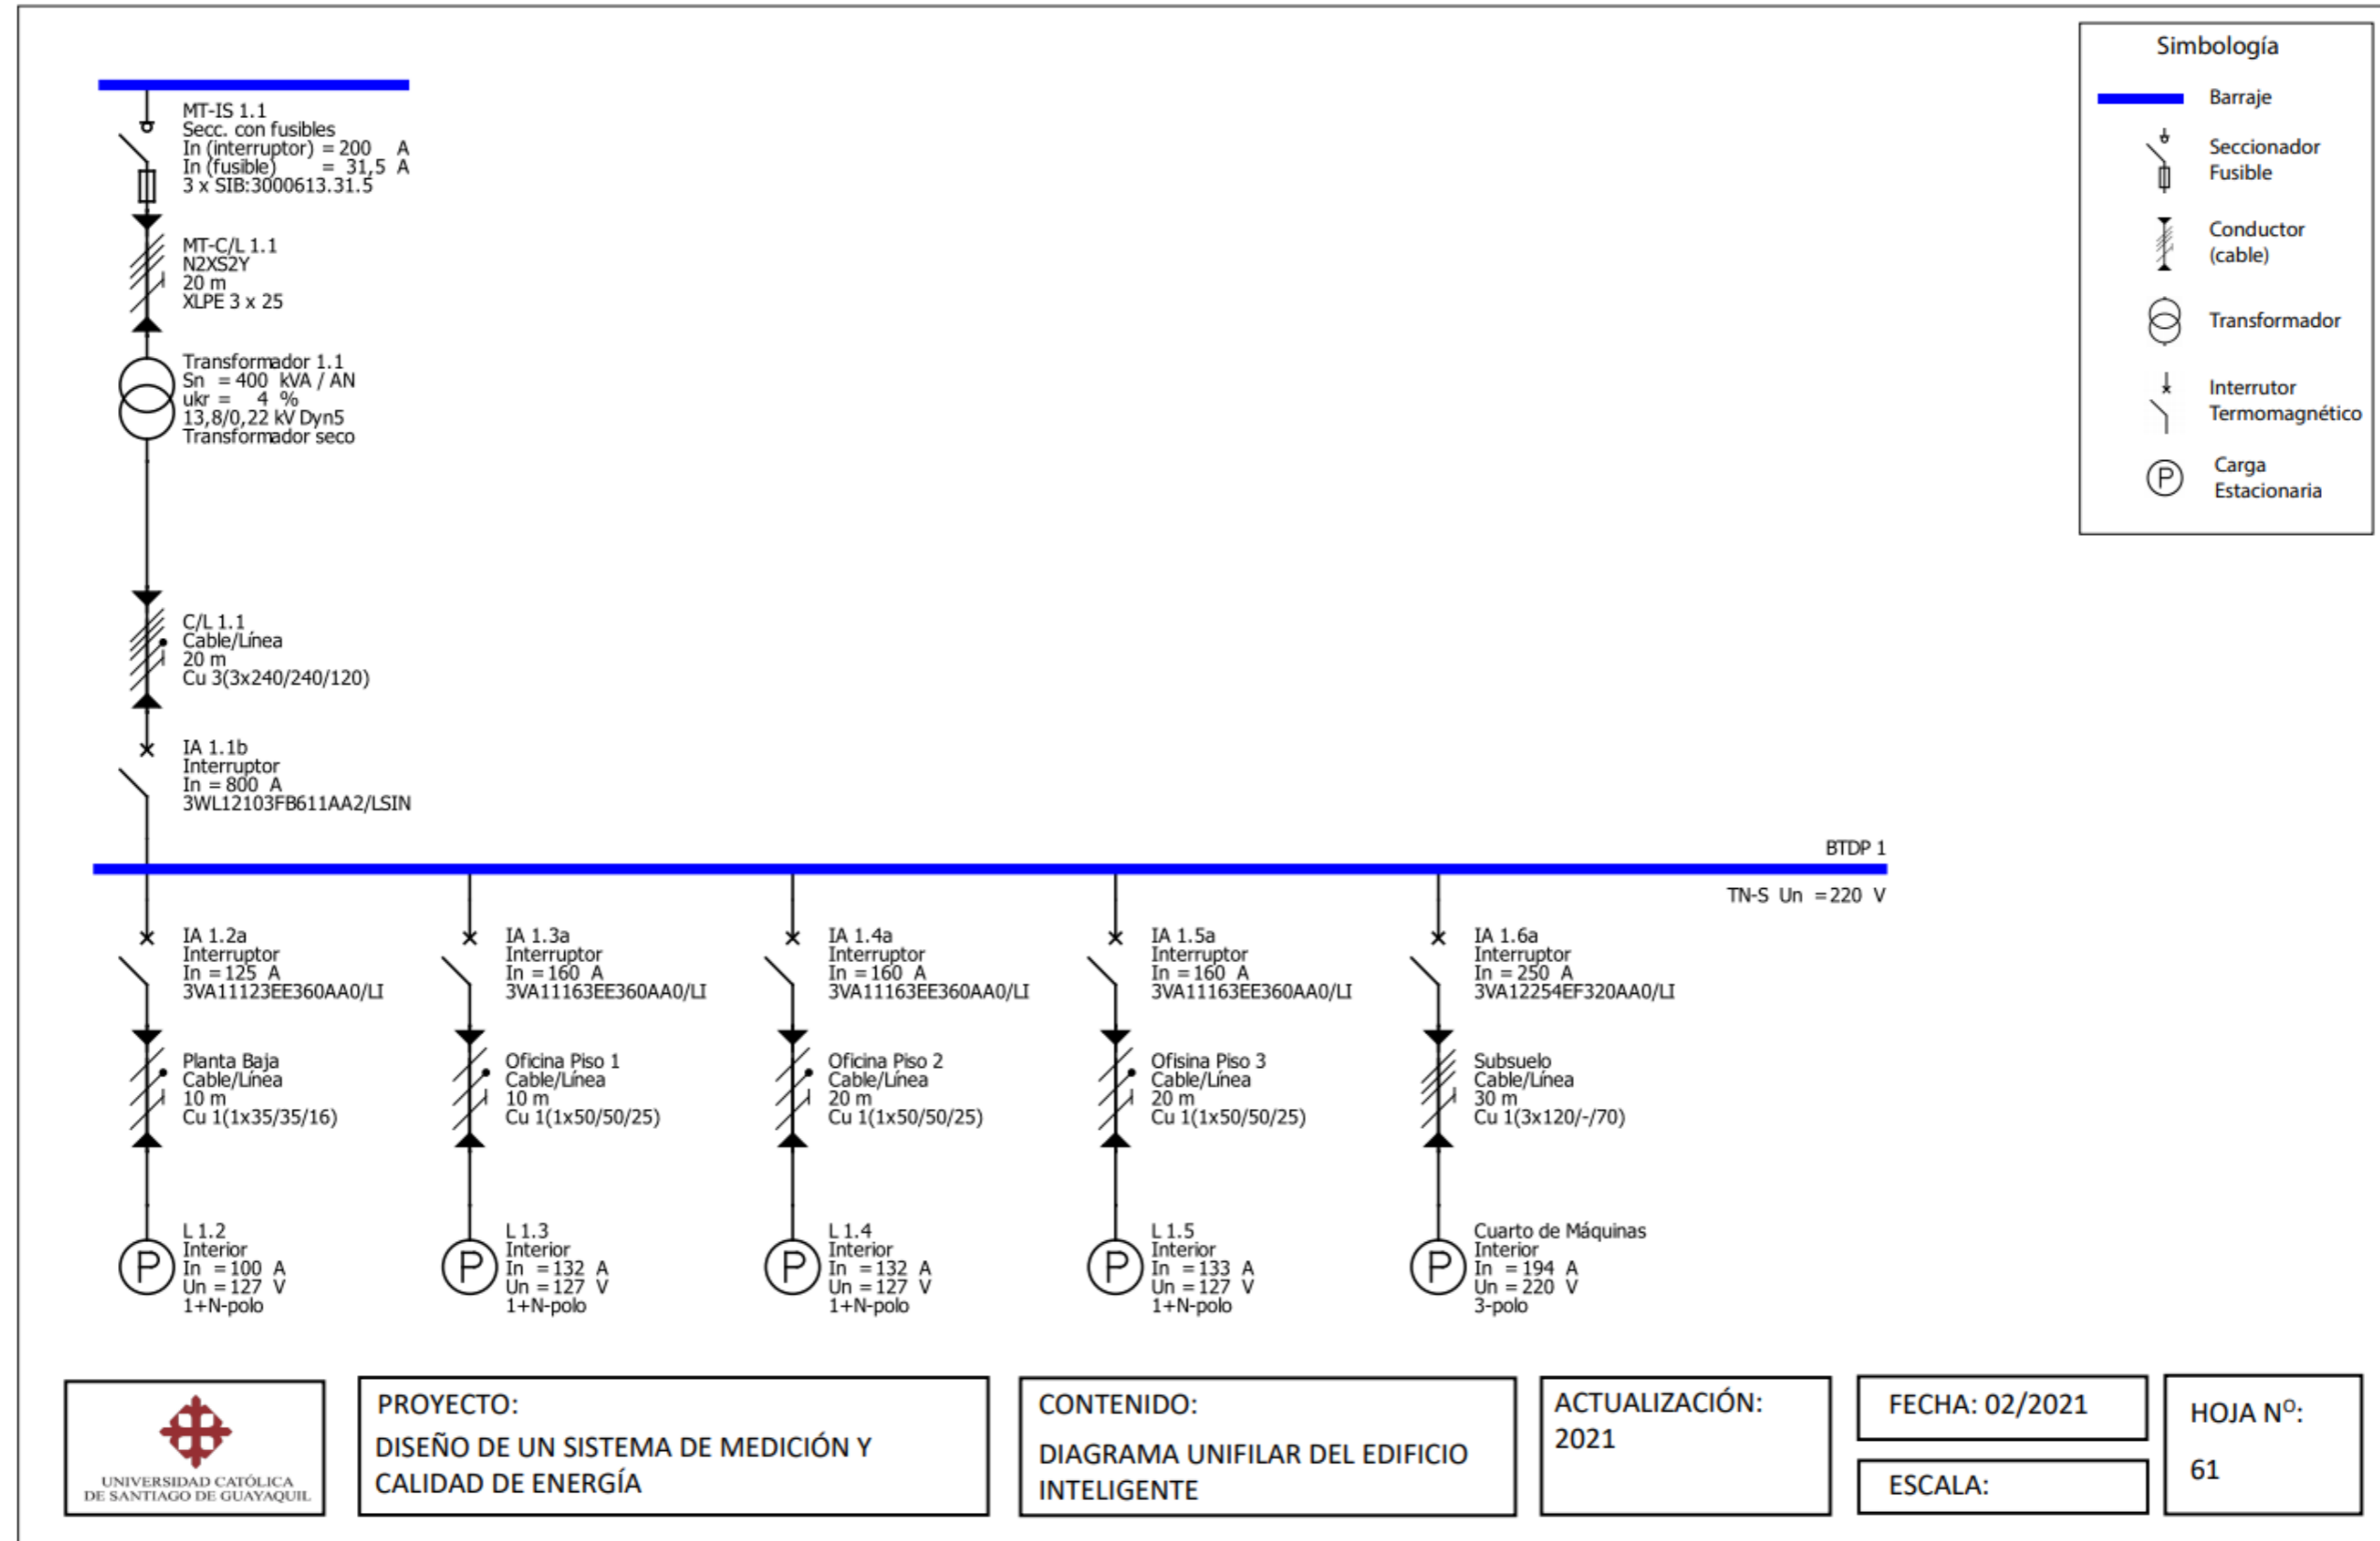 Simbología
Barraje
Seccionador
Fusible
Conductor
(cable)
Transformador
Interrutor
Termomagnético
Carga
Estacionaria
P
MT-IS 1.1
Secc. con fusibles
In (interruptor) = 200 A
In (fusible) = 31,5 A
3 x SIB:3000613.31.5
MT-C/L 1.1
N2XS2Y
20 m
XLPE 3 x 25
Transformador 1.1
Sn = 400 kVA / AN
ukr = 4 %
13,8/0,22 kV Dyn5
Transformador seco
C/L 1.1
Cable/Línea
20 m
Cu 3(3x240/240/120)
IA 1.1b
Interruptor
In = 800 A
3WL12103FB611AA2/LSIN
BTDP 1
TN-S Un = 220 V
IA 1.2a
Interruptor
In = 125 A
3VA11123EE360AA0/LI
Planta Baja
Cable/Línea
10 m
Cu 1(1x35/35/16)
P
L 1.2
Interior
In = 100 A
Un = 127 V
1+N-polo
IA 1.3a
Interruptor
In = 160 A
3VA11163EE360AA0/LI
Oficina Piso 1
Cable/Línea
10 m
Cu 1(1x50/50/25)
P
L 1.3
Interior
In = 132 A
Un = 127 V
1+N-polo
IA 1.4a
Interruptor
In = 160 A
3VA11163EE360AA0/LI
Oficina Piso 2
Cable/Línea
20 m
Cu 1(1x50/50/25)
P
L 1.4
Interior
In = 132 A
Un = 127 V
1+N-polo
IA 1.5a
Interruptor
In = 160 A
3VA11163EE360AA0/LI
Ofisina Piso 3
Cable/Línea
20 m
Cu 1(1x50/50/25)
P
L 1.5
Interior
In = 133 A
Un = 127 V
1+N-polo
IA 1.6a
Interruptor
In = 250 A
3VA12254EF320AA0/LI
Subsuelo
Cable/Línea
30 m
Cu 1(3x120/-/70)
P
Cuarto de Máquinas
Interior
In = 194 A
Un = 220 V
3-polo
UNIVERSIDAD CATÓLICA
DE SANTIAGO DE GUAYAQUIL
PROYECTO:
DISEÑO DE UN SISTEMA DE MEDICIÓN Y
CALIDAD DE ENERGÍA
CONTENIDO:
DIAGRAMA UNIFILAR DEL EDIFICIO
INTELIGENTE
ACTUALIZACIÓN:
2021
FECHA: 02/2021
ESCALA:
HOJA Nº:
61